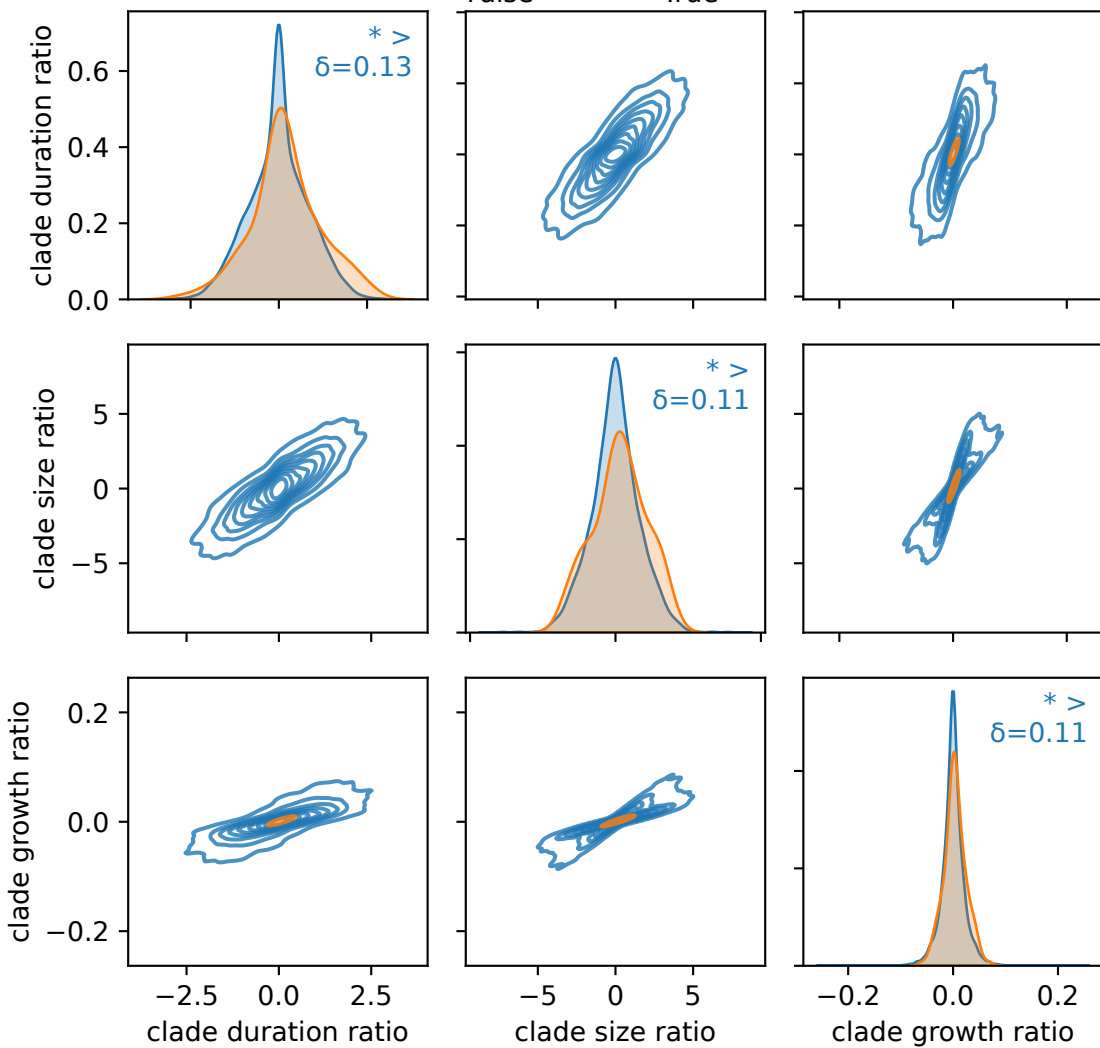 clade duration ratio
0.6
0.4
0.2
0.0
* >
δ=0.13
clade size ratio
5
0
−5
* >
δ=0.11
clade growth ratio
0.2
0.0
−0.2
* >
δ=0.11
−2.5 0.0 2.5
−5 0 5
−0.2 0.0 0.2
clade duration ratio
clade size ratio
clade growth ratio